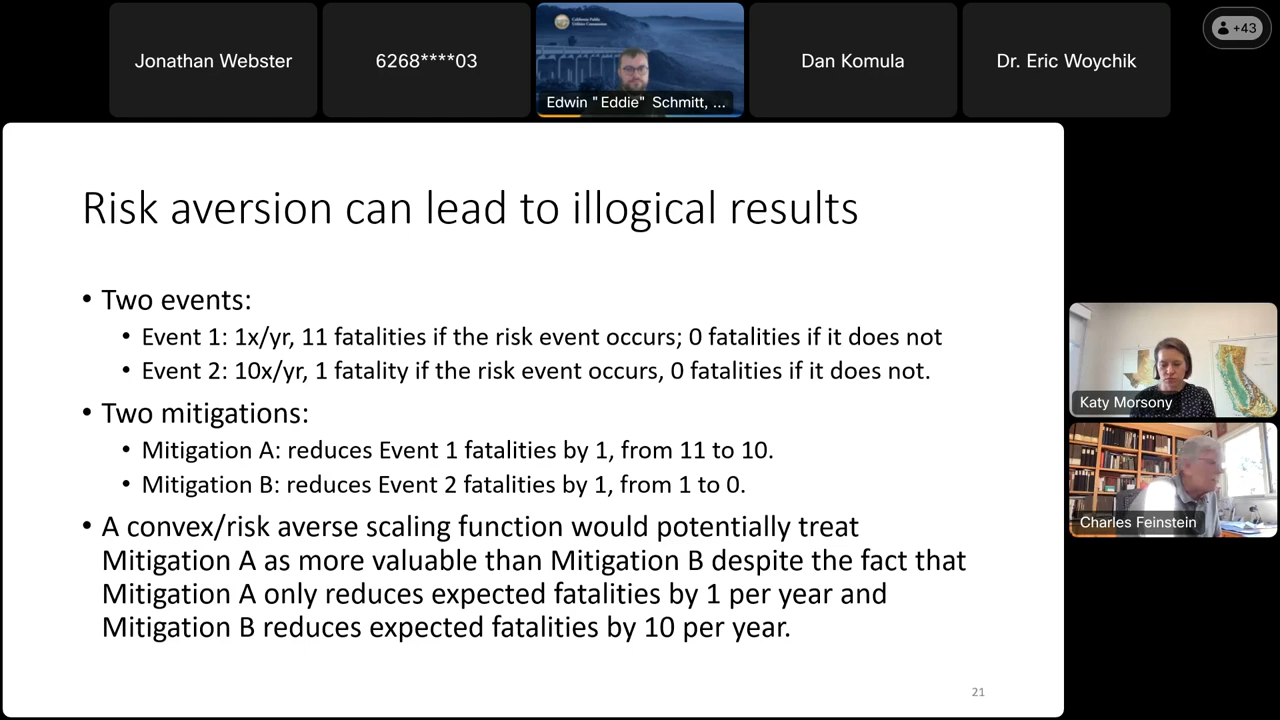 Jonathan Webster
6268****03
California Public
Utilities Commission
Edwin "Eddie" Schmitt, ...
Dan Komula
Dr. Eric Woychik
+43
Risk aversion can lead to illogical results
• Two events:
• Event 1: 1x/yr, 11 fatalities if the risk event occurs; 0 fatalities if it does not
• Event 2: 10x/yr, 1 fatality if the risk event occurs, 0 fatalities if it does not.
• Two mitigations:
• Mitigation A: reduces Event 1 fatalities by 1, from 11 to 10.
• Mitigation B: reduces Event 2 fatalities by 1, from 1 to 0.
• A convex/risk averse scaling function would potentially treat
Mitigation A as more valuable than Mitigation B despite the fact that
Mitigation A only reduces expected fatalities by 1 per year and
Mitigation B reduces expected fatalities by 10 per year.
21
Katy Morsony
Charles Feinstein